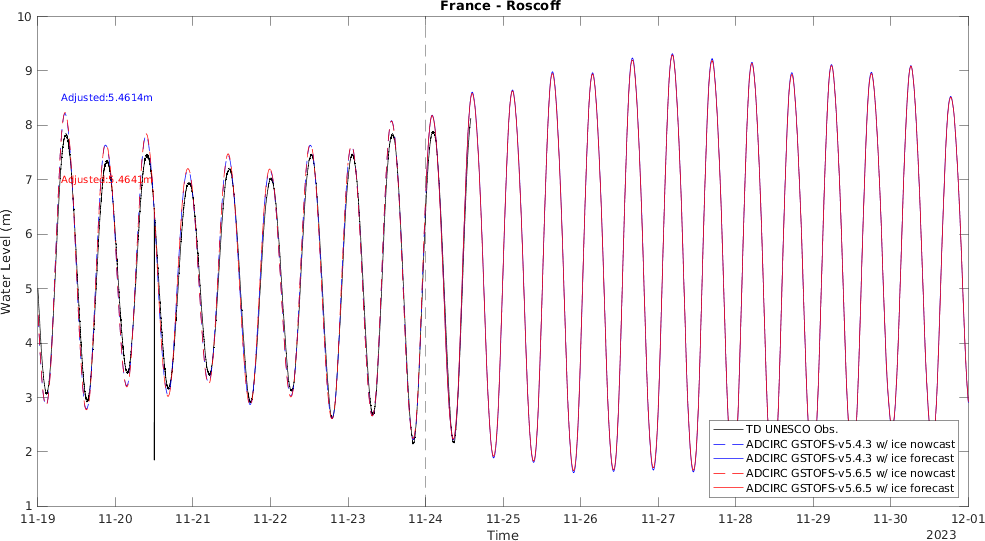 France - Roscoff
10
9
8
7
6
5
4
3
2
1
Water Level (m)
Adjusted:5.4614m
Adjusted:5.4641m
TD UNESCO Obs.
ADCIRC GSTOFS-v5.4.3 w/ ice nowcast
ADCIRC GSTOFS-v5.4.3 w/ ice forecast
ADCIRC GSTOFS-v5.6.5 w/ ice nowcast
ADCIRC GSTOFS-v5.6.5 w/ ice forecast
11-19 11-20 11-21 11-22 11-23 11-24 11-25 11-26 11-27 11-28 11-29 11-30 12-01
Time
2023